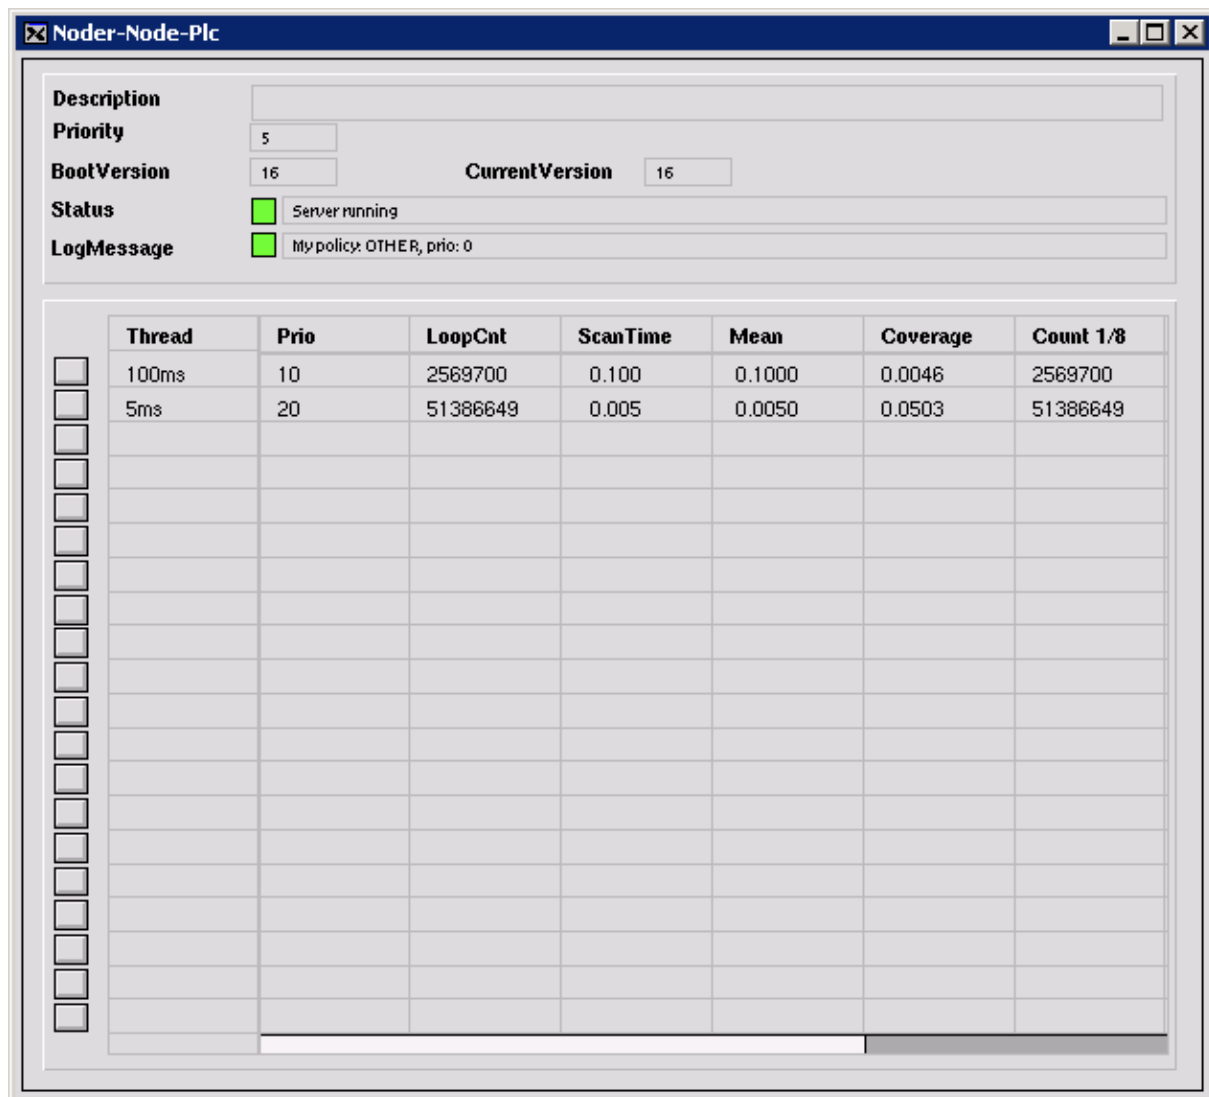 Noder-Node-Plc
Description
Priority 5
BootVersion 16 CurrentVersion 16
Status Server running
LogMessage My policy: OTHER, prio: 0
Thread Prio LoopCnt ScanTime Mean Coverage Count 1/8
100ms 10 2569700 0.100 0.1000 0.0046 2569700
5ms 20 51386649 0.005 0.0050 0.0503 51386649